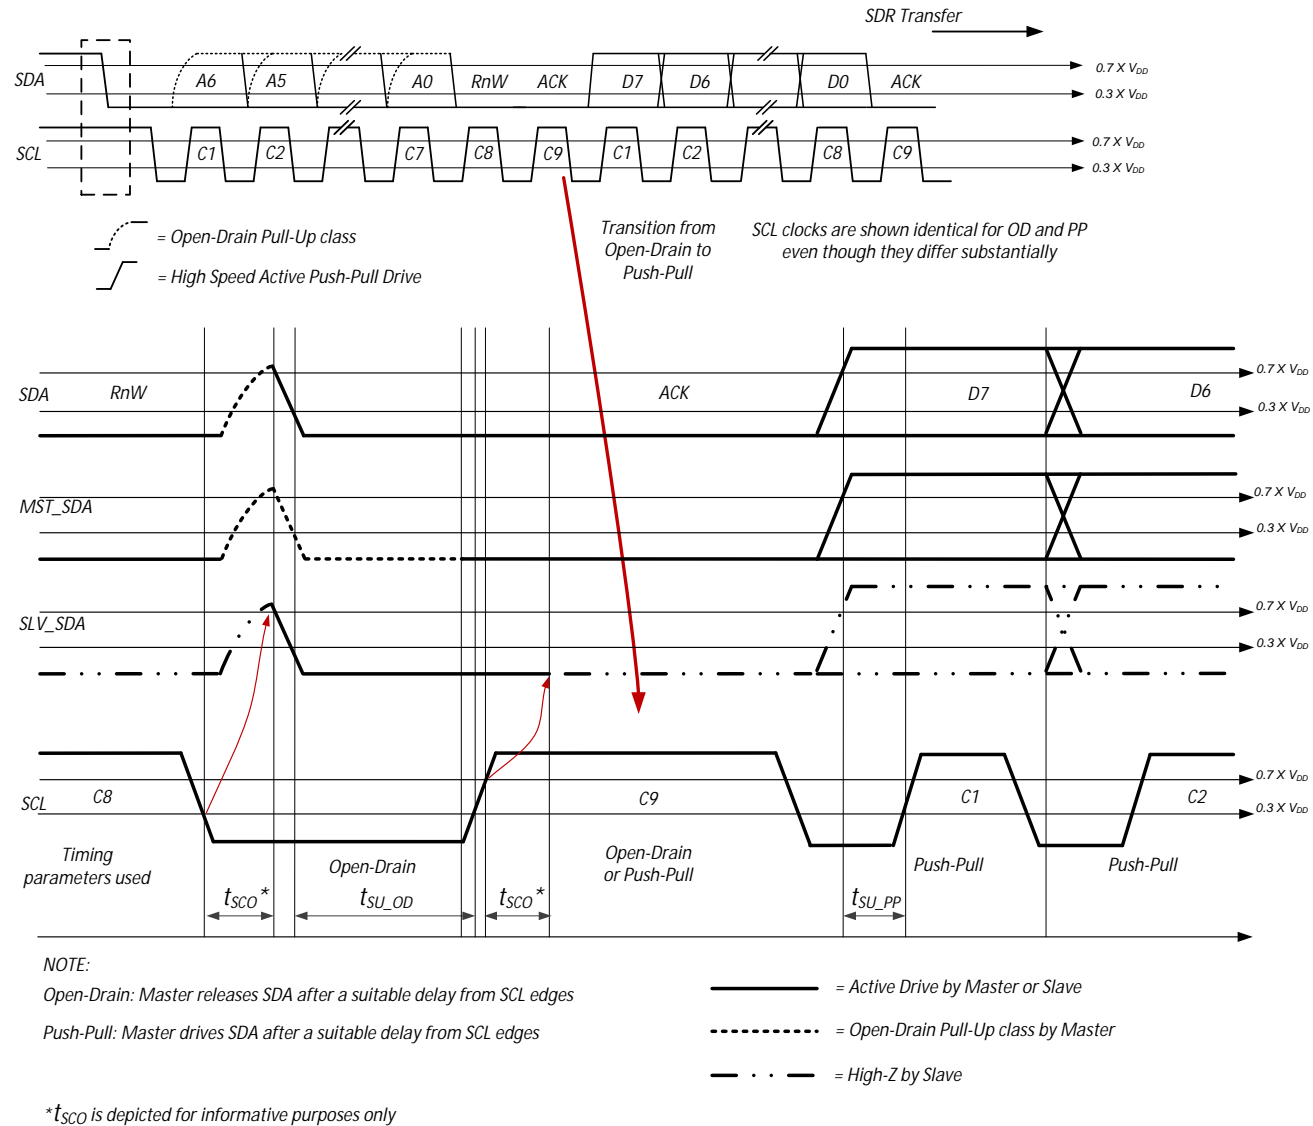 SDR Transfer
SDA A6 A5 A0 RnW ACK D7 D6 D0 ACK
0.7 X VDD
0.3 X VDD
SCL C1 C2 C7 C8 C9 C1 C2 C8 C9
0.7 X VDD
0.3 X VDD
= Open-Drain Pull-Up class
= High Speed Active Push-Pull Drive
Transition from
Open-Drain to
Push-Pull
SCL clocks are shown identical for OD and PP
even though they differ substantially
SDA RnW ACK D7 D6
0.7 X VDD
0.3 X VDD
MST_SDA
0.7 X VDD
0.3 X VDD
SLV_SDA
0.7 X VDD
0.3 X VDD
SCL C8 C9 C1 C2
0.7 X VDD
0.3 X VDD
Timing
parameters used
Open-Drain
Open-Drain
or Push-Pull
Push-Pull
Push-Pull
tSCO* tSU_OD tSCO* tSU_PP
NOTE:
Open-Drain: Master releases SDA after a suitable delay from SCL edges
Push-Pull: Master drives SDA after a suitable delay from SCL edges
= Active Drive by Master or Slave
= Open-Drain Pull-Up class by Master
= High-Z by Slave
*tSCO is depicted for informative purposes only